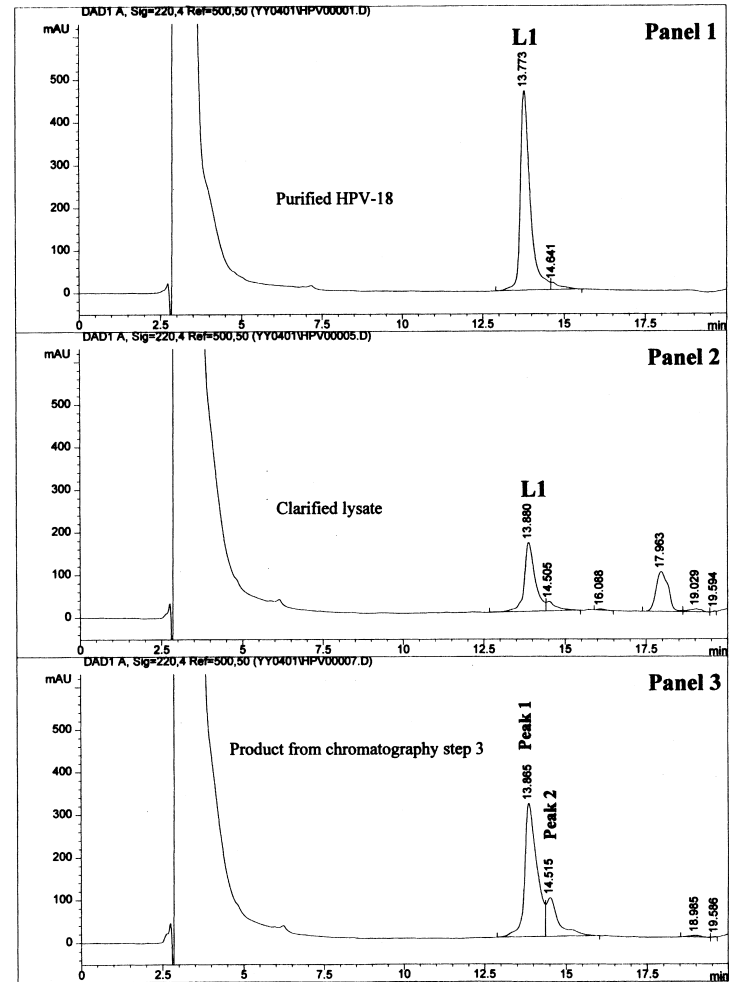 DAD1 A, Sig=220,4 Ref=500,50 (YY0401\HPV00001.D)
mAU
Panel 1
L1
13.773
500
400
300
200
100
0
Purified HPV-18
14.641
0 2.5 5 7.5 10 12.5 15 17.5 min
DAD1 A, Sig=220,4 Ref=500,50 (YY0401\HPV00005.D)
mAU
Panel 2
500
400
300
200
100
0
L1
Clarified lysate
13.880
14.505
16.088
17.963
19.029
19.594
0 2.5 5 7.5 10 12.5 15 17.5 min
DAD1 A, Sig=220,4 Ref=500,50 (YY0401\HPV00007.D)
mAU
Panel 3
500
400
300
200
100
0
Product from chromatography step 3
13.865 Peak 1
14.515 Peak 2
18.985
19.586
0 2.5 5 7.5 10 12.5 15 17.5 min